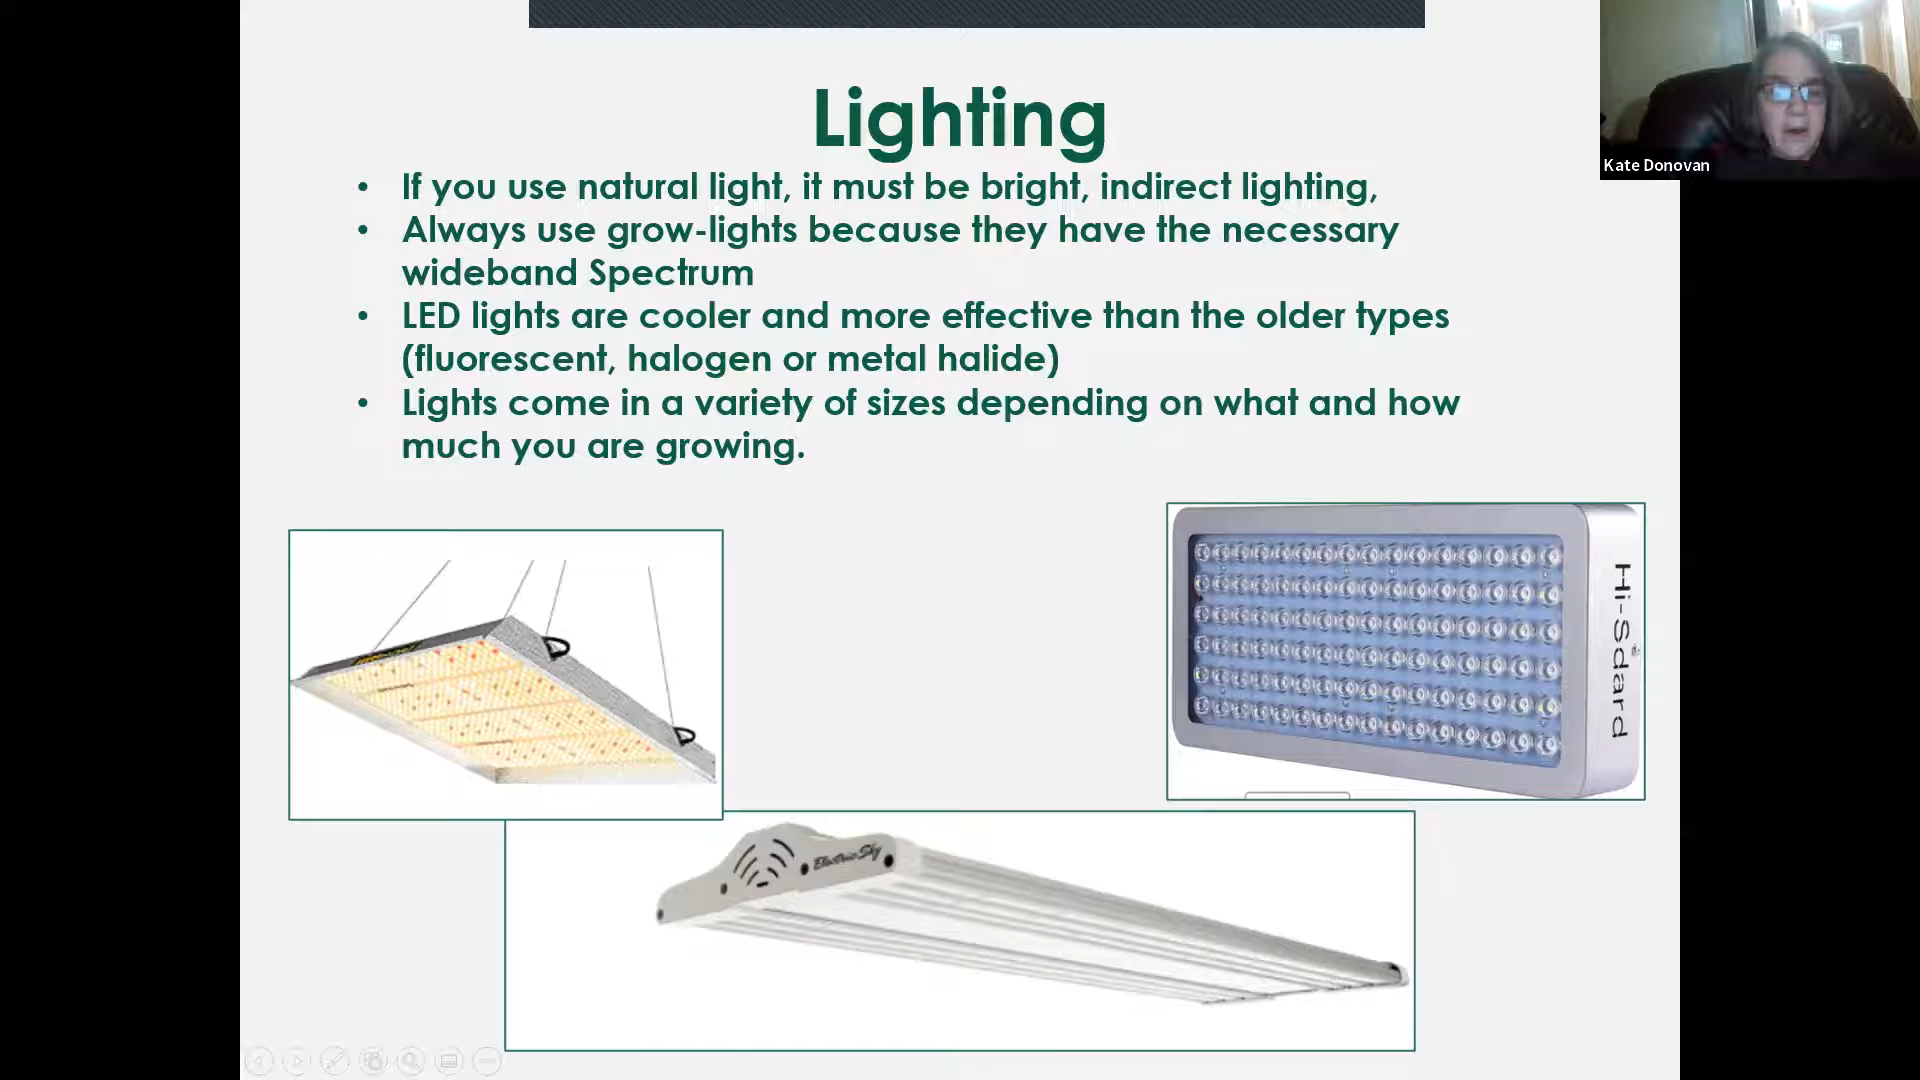 Lighting
Kate Donovan
• If you use natural light, it must be bright, indirect lighting,
• Always use grow-lights because they have the necessary
wideband Spectrum
• LED lights are cooler and more effective than the older types
(fluorescent, halogen or metal halide)
• Lights come in a variety of sizes depending on what and how
much you are growing.
Hi-Sdard
Electric Sky